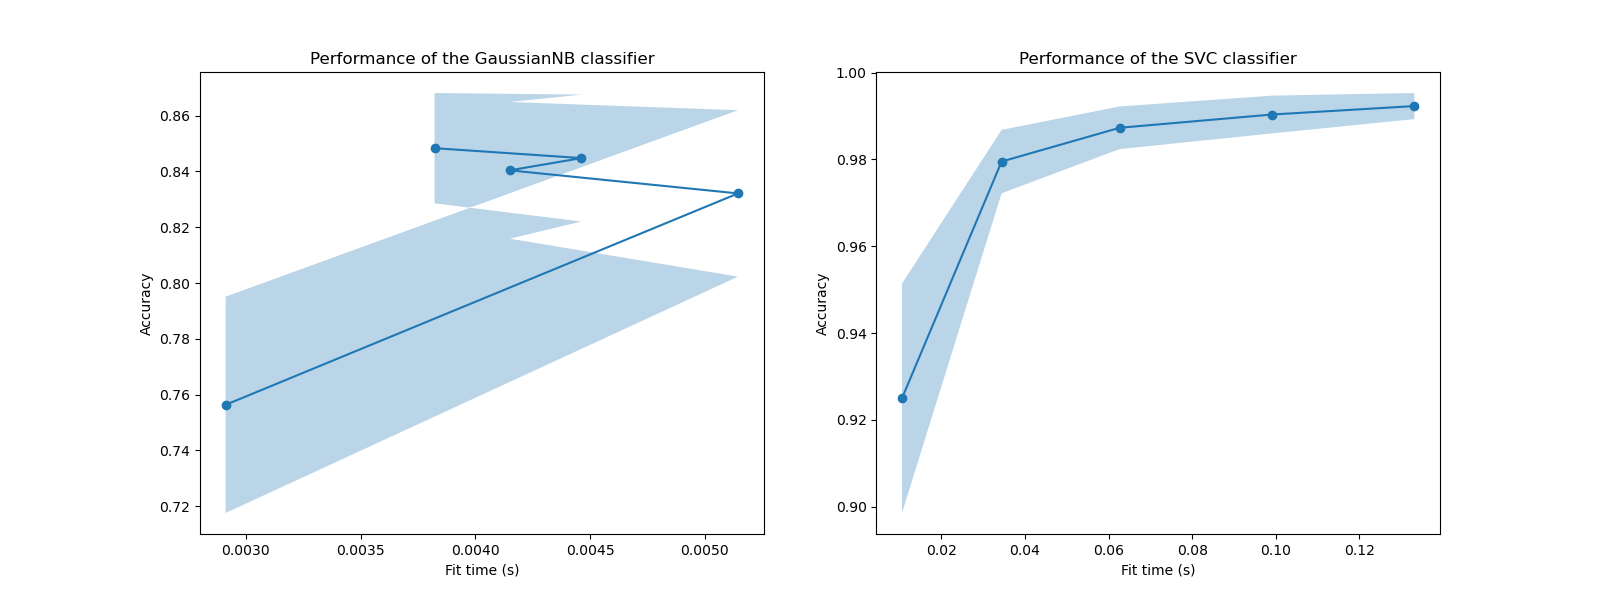 Performance of the GaussianNB classifier
0.86
0.84
0.82
0.80
0.78
0.76
0.74
0.72
Accuracy
0.0030 0.0035 0.0040 0.0045 0.0050
Fit time (s)
Performance of the SVC classifier
1.00
0.98
0.96
0.94
0.92
0.90
Accuracy
0.02 0.04 0.06 0.08 0.10 0.12
Fit time (s)